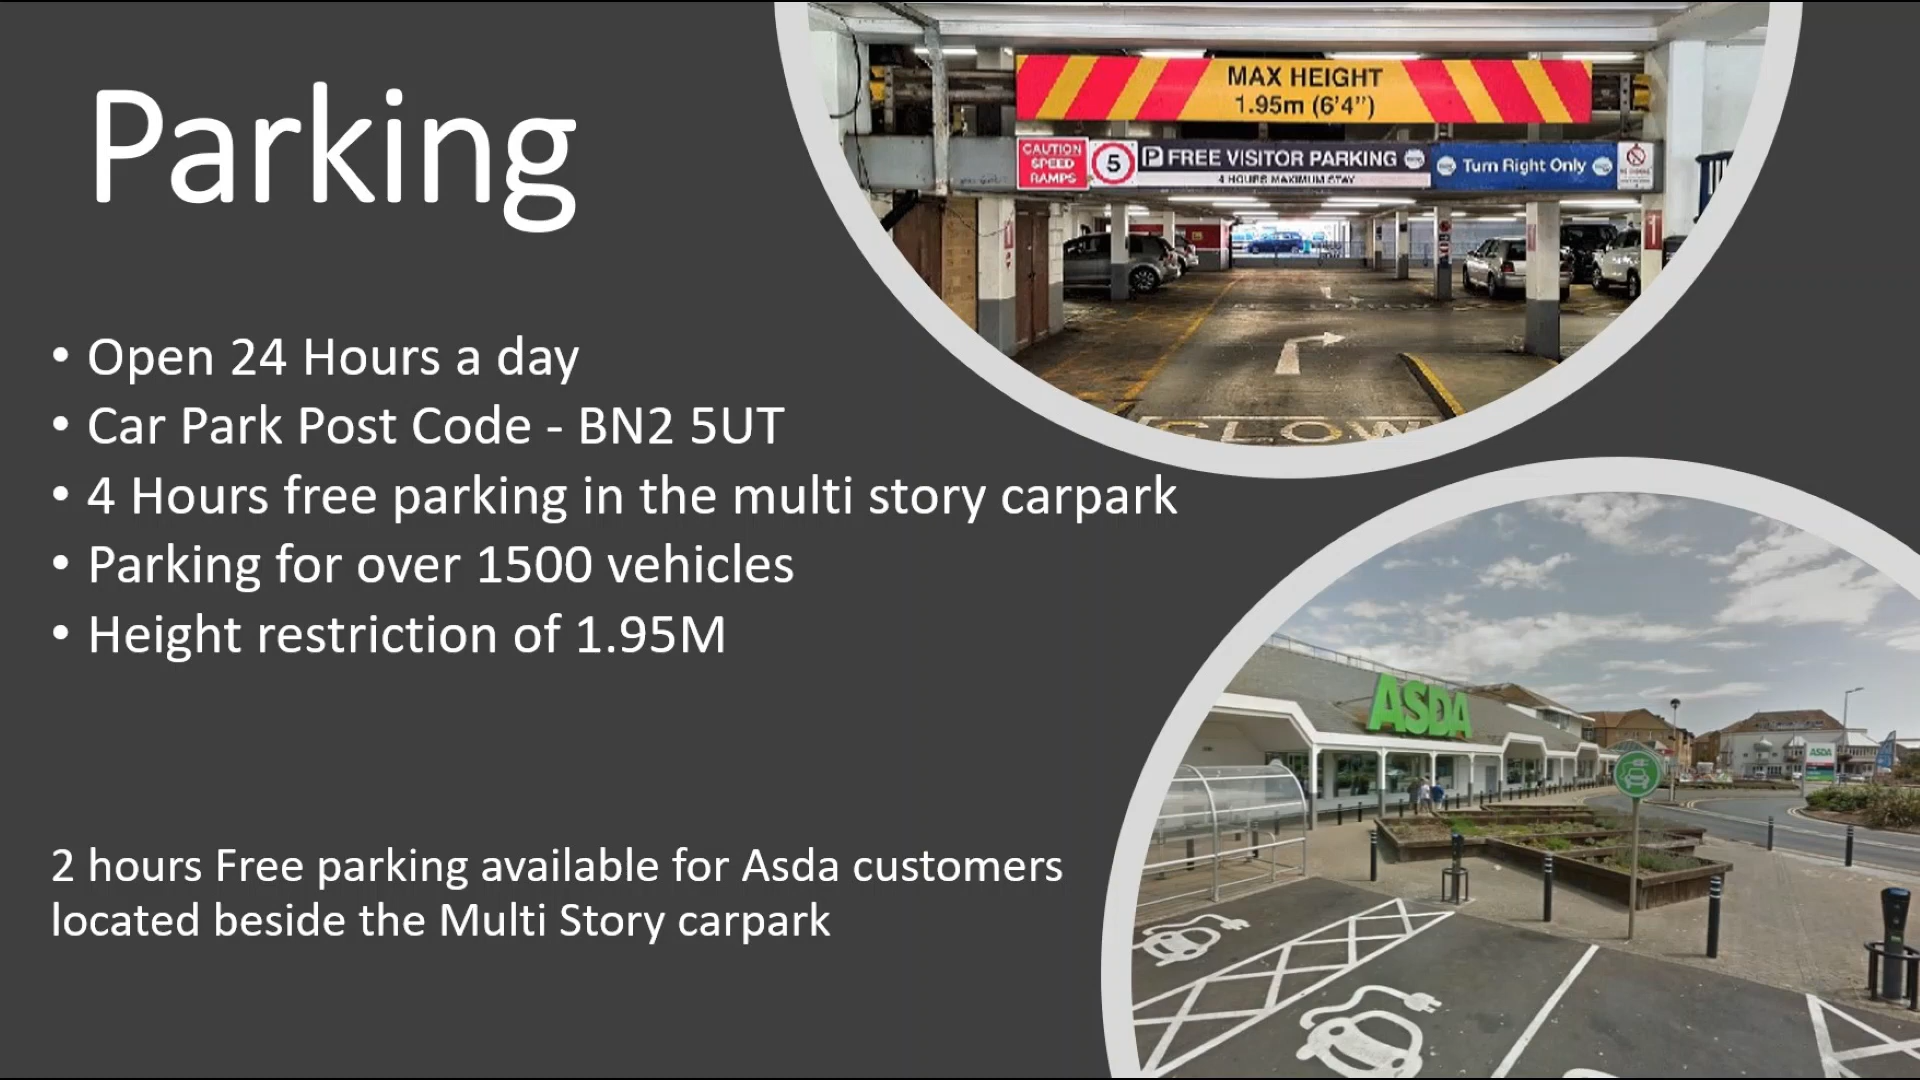 Parking
• Open 24 Hours a day
• Car Park Post Code - BN2 5UT
• 4 Hours free parking in the multi story carpark
• Parking for over 1500 vehicles
• Height restriction of 1.95M
2 hours Free parking available for Asda customers
located beside the Multi Story carpark
MAX HEIGHT
1.95m (6'4")
CAUTION
SPEED
RAMPS
5
P FREE VISITOR PARKING
4 HOURS MAXIMUM STAY
Turn Right Only
SLOW
ASDA
ASDA